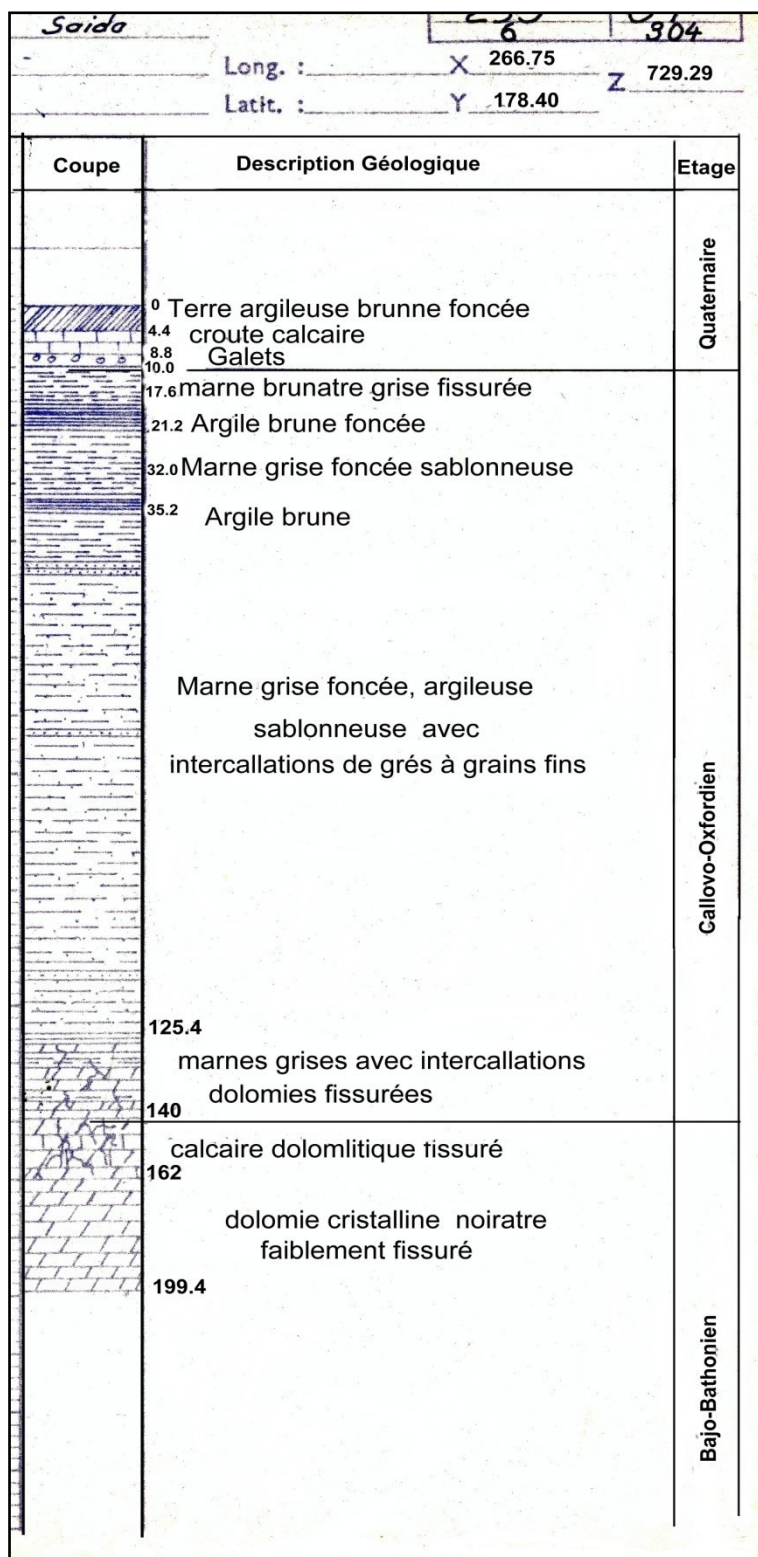 Saida
6
304
Long. :
X 266.75
Z 729.29
Latit. :
Y 178.40
Coupe
Description Géologique
Etage
Quaternaire
0 Terre argileuse brunne foncée
4.4
croute calcaire
8.8
Galets
10.0
17.6 marne brunatre grise fissurée
21.2 Argile brune foncée
32.0 Marne grise foncée sablonneuse
35.2
Argile brune
Marne grise foncée, argileuse
sablonneuse avec
intercallations de grés à grains fins
Callovo-Oxfordien
125.4
marnes grises avec intercallations
dolomies fissurées
140
calcaire dolomlitique fissuré
162
dolomie cristalline noiratre
faiblement fissuré
199.4
Bajo-Bathonien